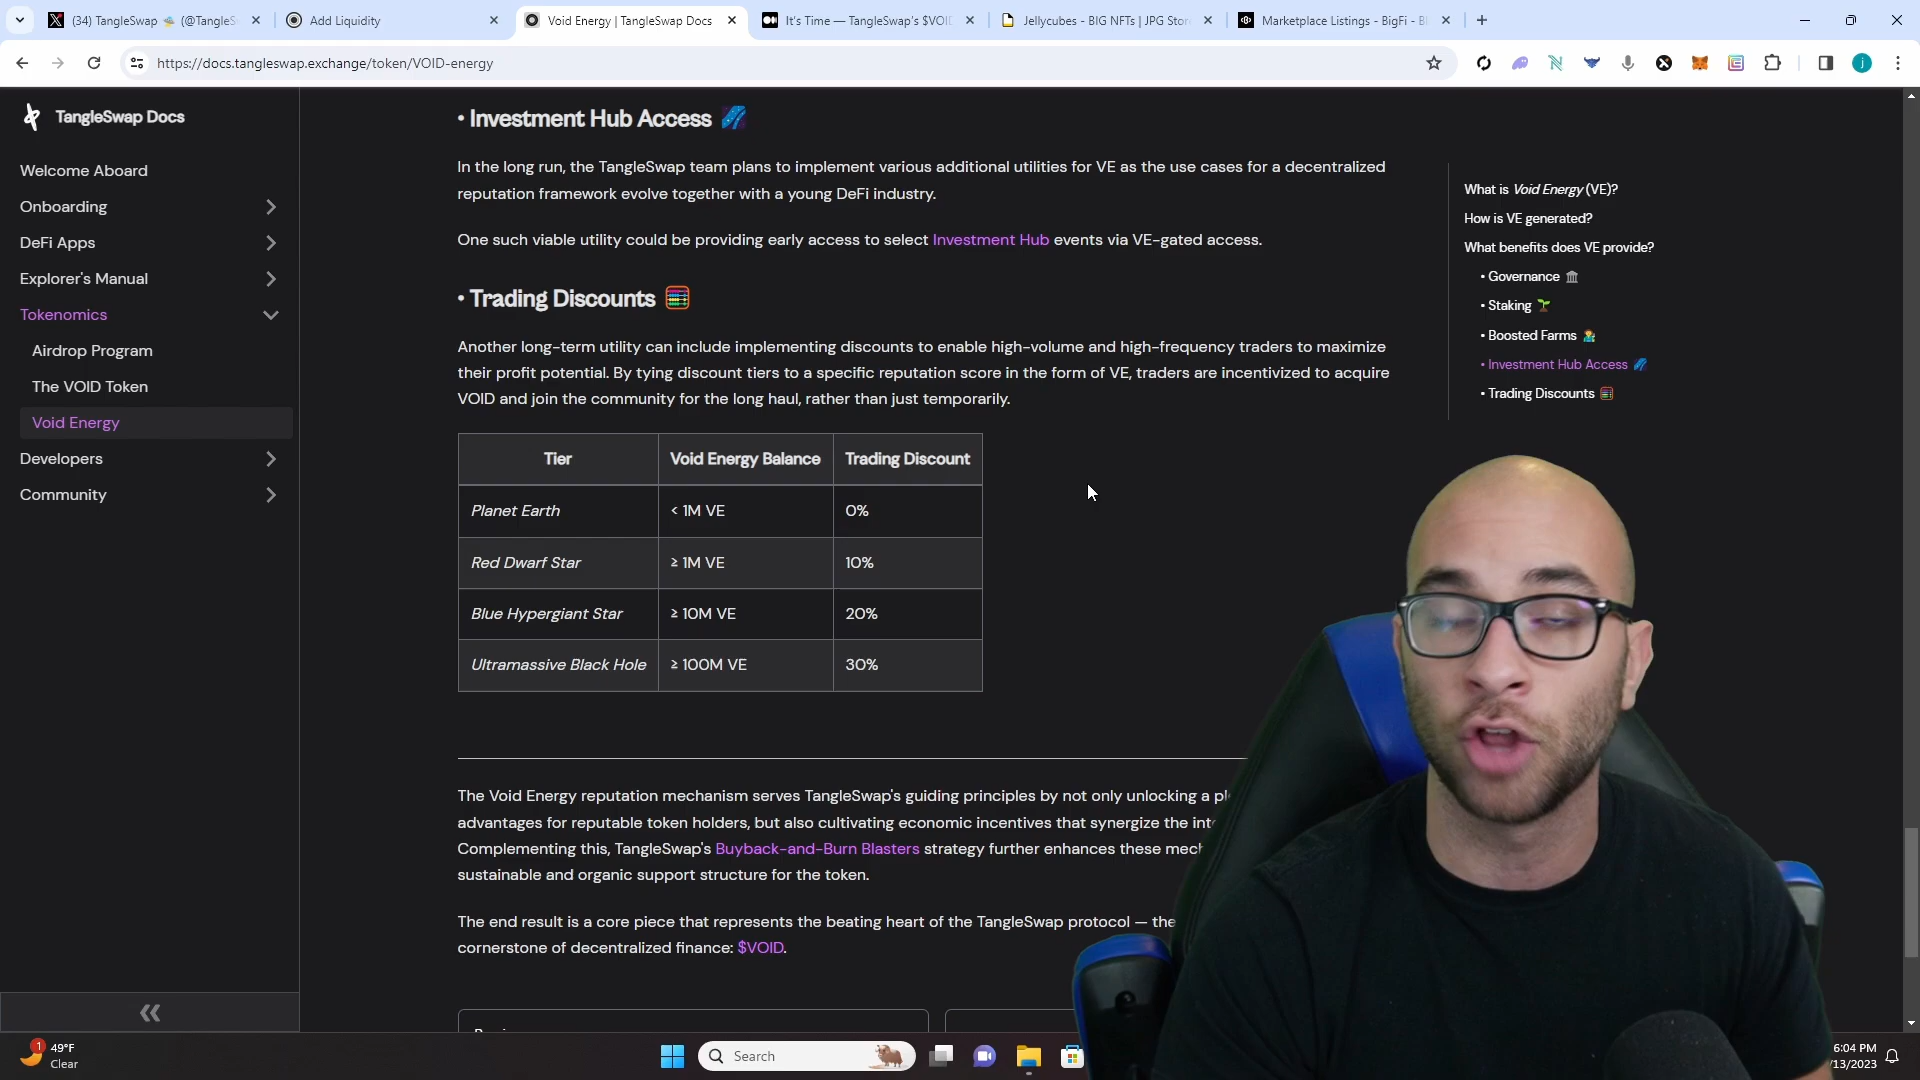 (34) TangleSwap 🛸 (@TangleS
Add Liquidity
Void Energy | TangleSwap Docs
It's Time — TangleSwap's $VOID
Jellycubes - BIG NFTs | JPG Stor
Marketplace Listings - BigFi - B
https://docs.tangleswap.exchange/token/VOID-energy
j
TangleSwap Docs
Welcome Aboard
Onboarding
DeFi Apps
Explorer's Manual
Tokenomics
Airdrop Program
The VOID Token
Void Energy
Developers
Community
• Investment Hub Access
In the long run, the TangleSwap team plans to implement various additional utilities for VE as the use cases for a decentralized
reputation framework evolve together with a young DeFi industry.
One such viable utility could be providing early access to select Investment Hub events via VE-gated access.
• Trading Discounts 🧮
Another long-term utility can include implementing discounts to enable high-volume and high-frequency traders to maximize
their profit potential. By tying discount tiers to a specific reputation score in the form of VE, traders are incentivized to acquire
VOID and join the community for the long haul, rather than just temporarily.
Tier Void Energy Balance Trading Discount
Planet Earth < 1M VE 0%
Red Dwarf Star ≥ 1M VE 10%
Blue Hypergiant Star ≥ 10M VE 20%
Ultramassive Black Hole ≥ 100M VE 30%
The Void Energy reputation mechanism serves TangleSwap's guiding principles by not only unlocking a
advantages for reputable token holders, but also cultivating economic incentives that synergize the
Complementing this, TangleSwap's Buyback-and-Burn Blasters strategy further enhances these
sustainable and organic support structure for the token.
The end result is a core piece that represents the beating heart of the TangleSwap protocol — the
cornerstone of decentralized finance: $VOID.
What is Void Energy (VE)?
How is VE generated?
What benefits does VE provide?
• Governance 🏛️
• Staking 🌱
• Boosted Farms
• Investment Hub Access
• Trading Discounts 🧮
1
49°F
Clear
Search
6:04 PM
/13/2023